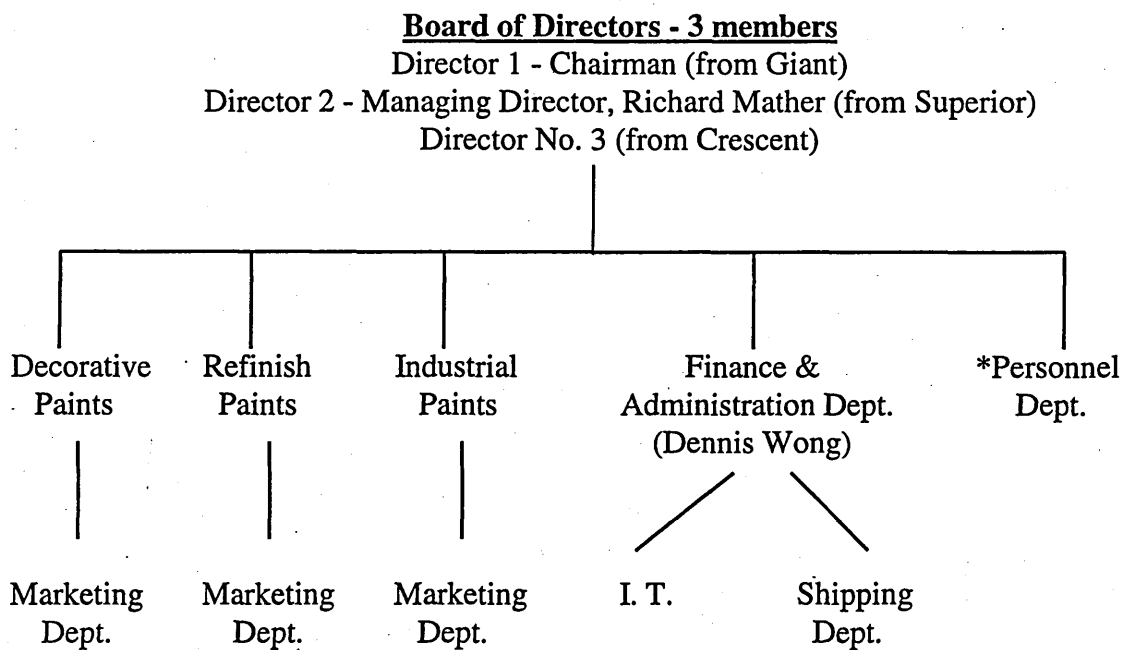 Board of Directors - 3 members
Director 1 - Chairman (from Giant)
Director 2 - Managing Director, Richard Mather (from Superior)
Director No. 3 (from Crescent)
Decorative Paints
Refinish Paints
Industrial Paints
Finance & Administration Dept. (Dennis Wong)
*Personnel Dept.
Marketing Dept.
Marketing Dept.
Marketing Dept.
I. T.
Shipping Dept.